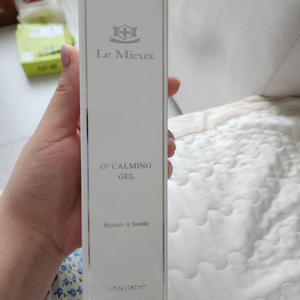 Le Mieux
O² CALMING
GEL
Hydrate & Soothe